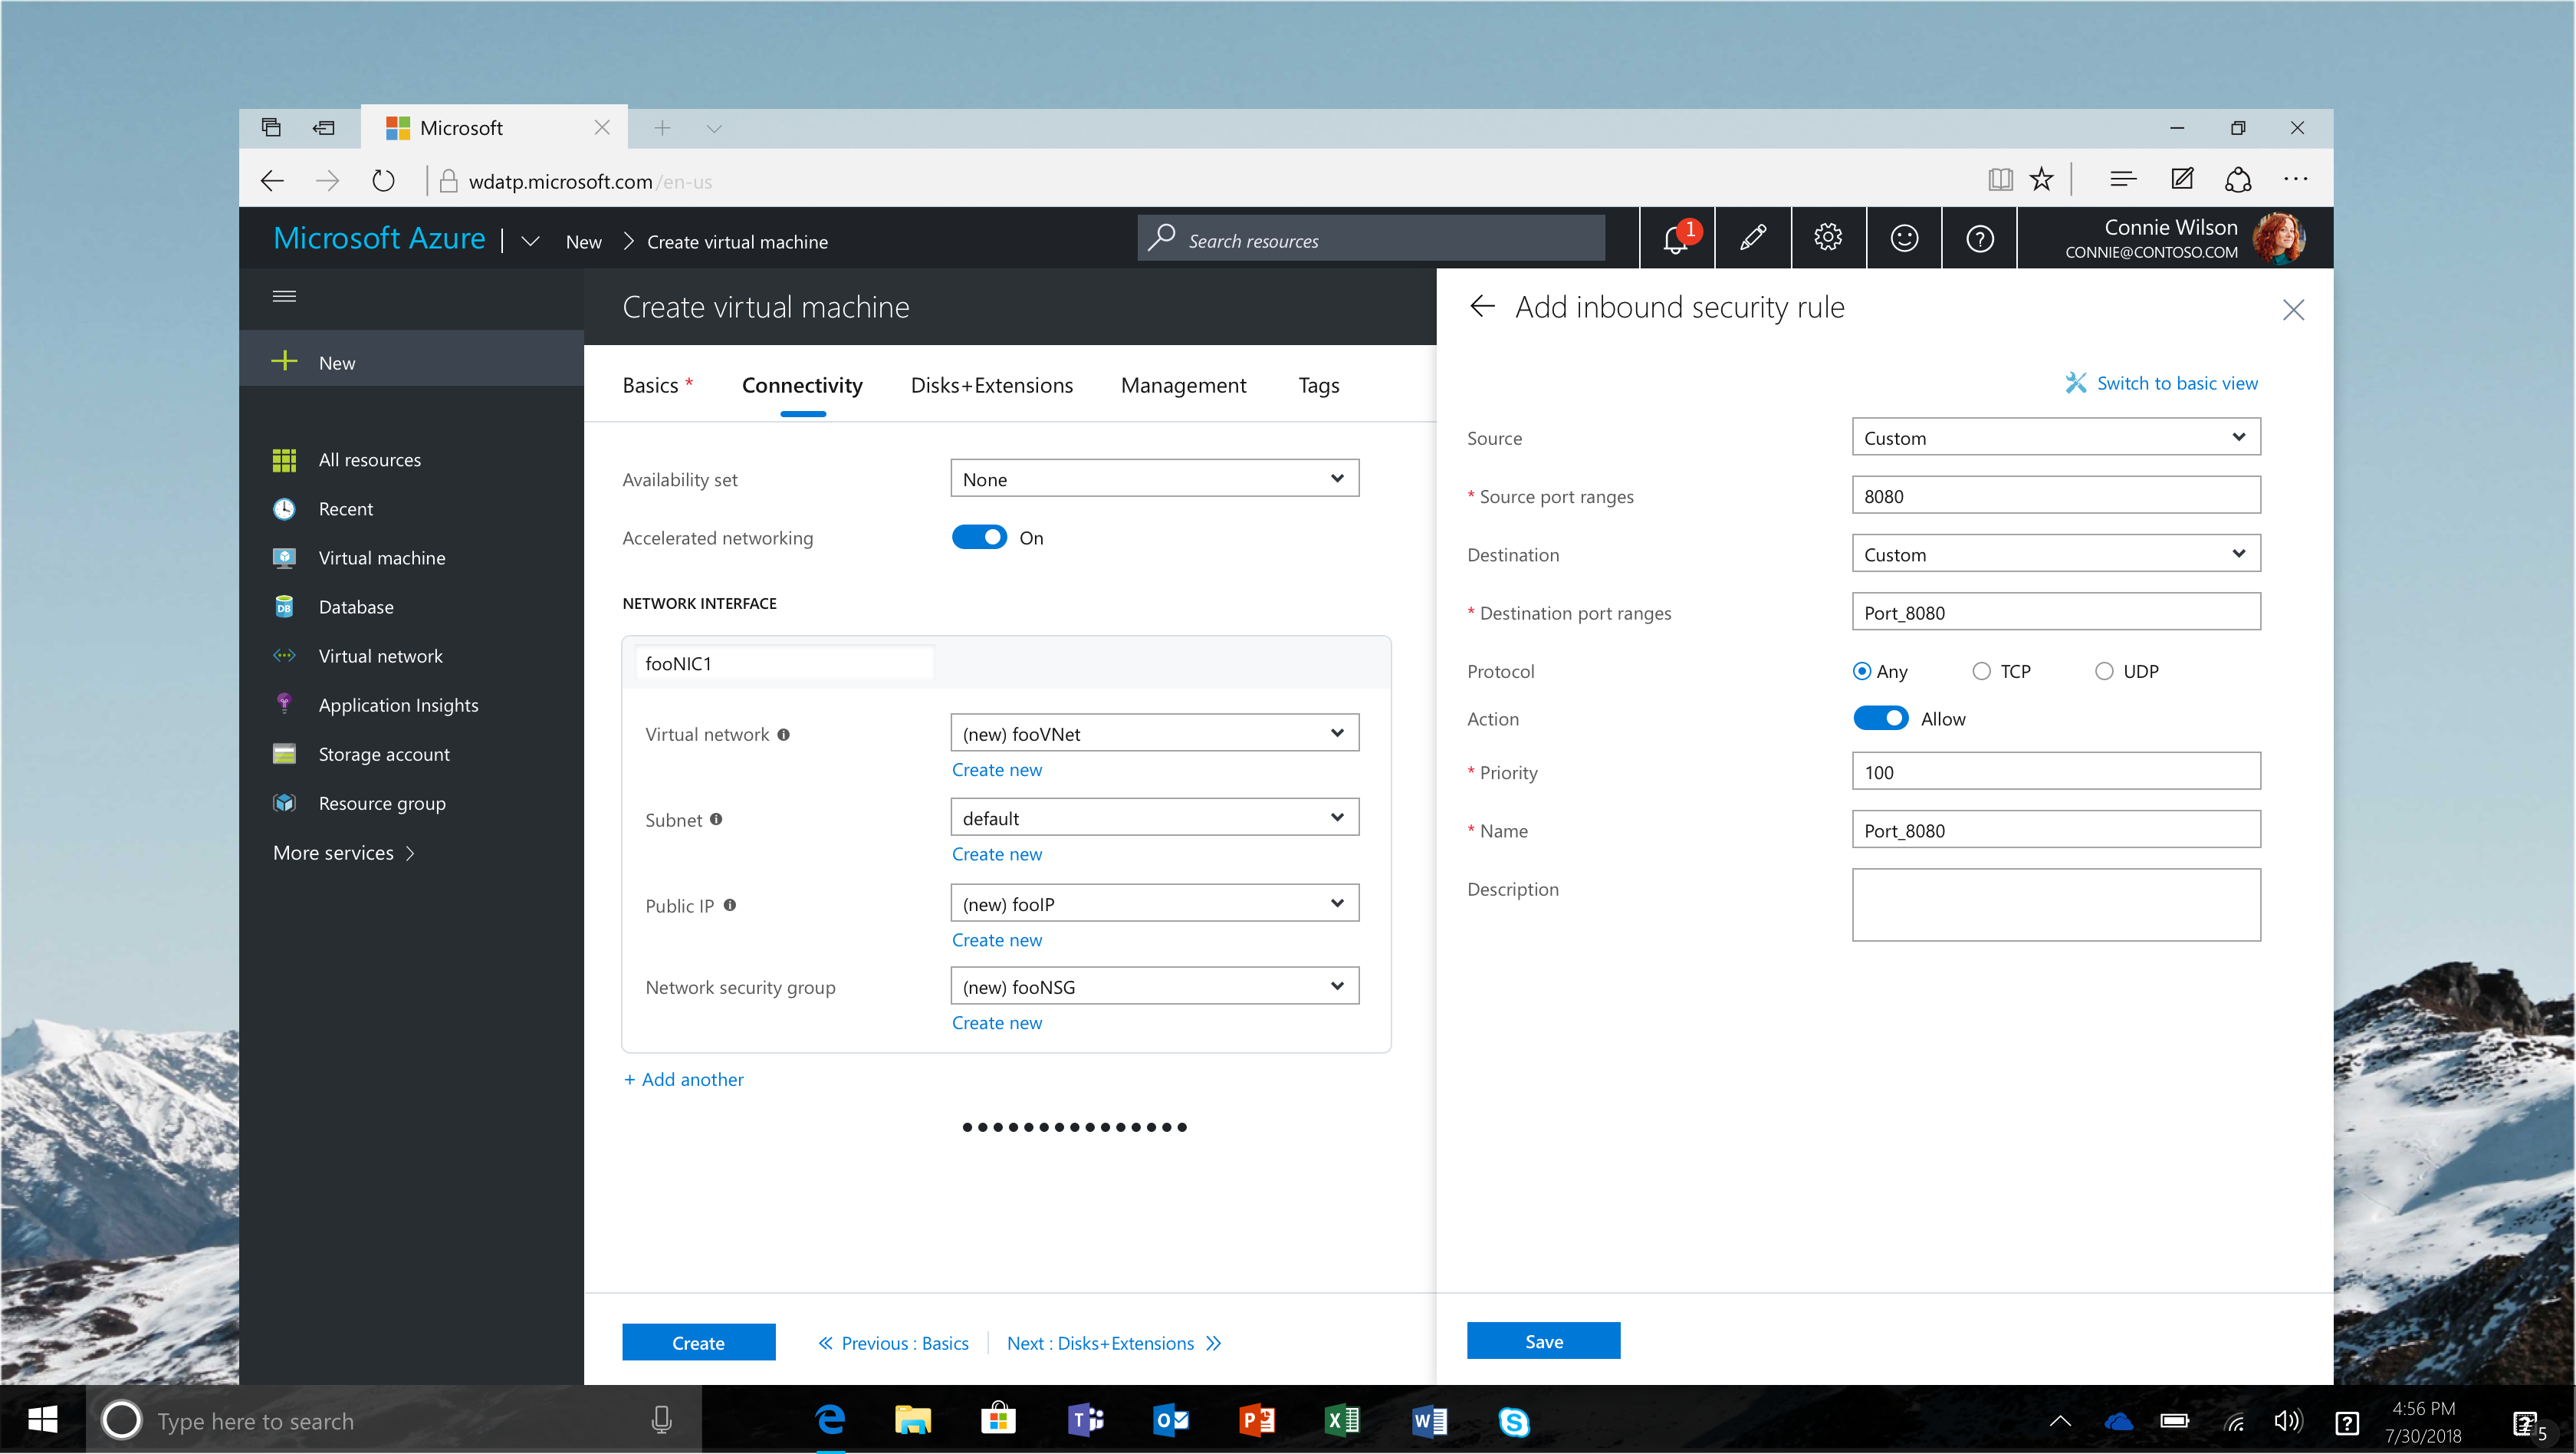 Microsoft
wdatp.microsoft.com/en-us
Microsoft Azure
New
Create virtual machine
Search resources
1
?
Connie Wilson
CONNIE@CONTOSO.COM
New
All resources
Recent
Virtual machine
DB
Database
Virtual network
Application Insights
Storage account
Resource group
More services
Create virtual machine
Basics *
Connectivity
Disks+Extensions
Management
Tags
Availability set
None
Accelerated networking
On
NETWORK INTERFACE
fooNIC1
Virtual network
(new) fooVNet
Create new
Subnet
default
Create new
Public IP
(new) fooIP
Create new
Network security group
(new) fooNSG
Create new
+ Add another
Create
Previous : Basics
Next : Disks+Extensions
Add inbound security rule
Switch to basic view
Source
Custom
* Source port ranges
8080
Destination
Custom
* Destination port ranges
Port_8080
Protocol
Any
TCP
UDP
Action
Allow
* Priority
100
* Name
Port_8080
Description
Save
Type here to search
4:56 PM
7/30/2018
5